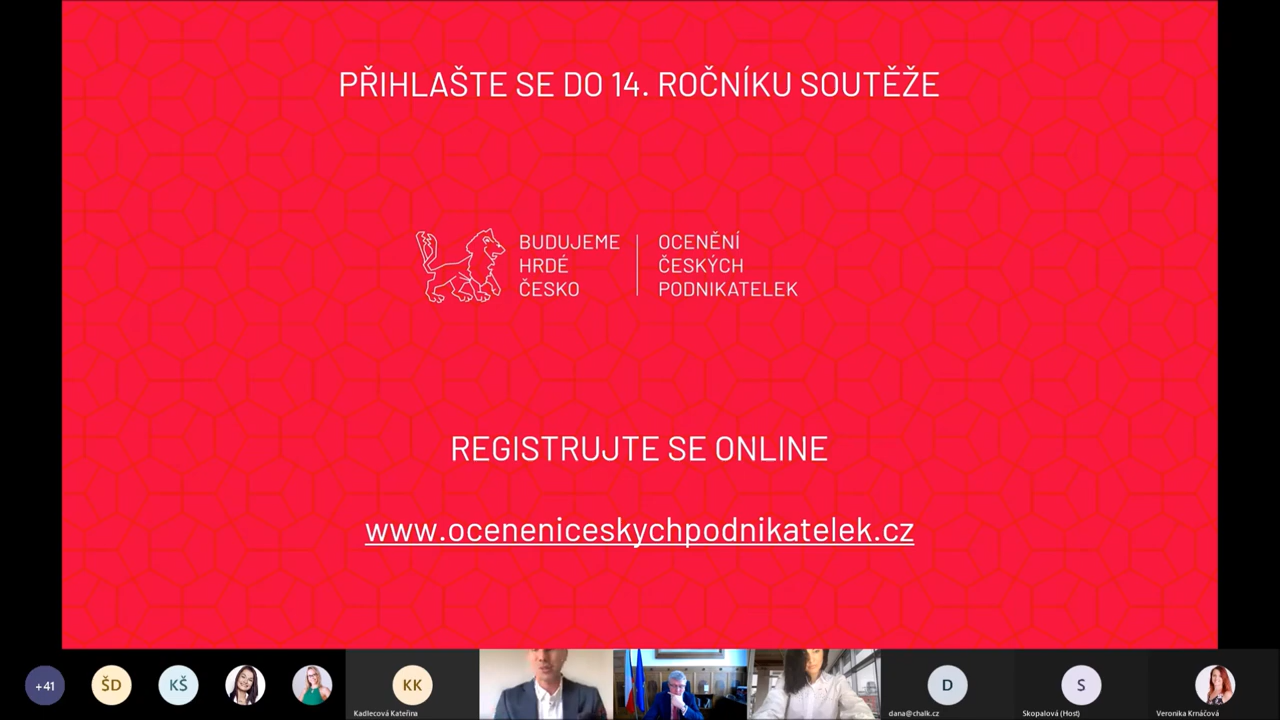 PŘIHLAŠTE SE DO 14. ROČNÍKU SOUTĚŽE
BUDUJEME
HRDÉ
ČESKO
OCENĚNÍ
ČESKÝCH
PODNIKATELEK
REGISTRUJTE SE ONLINE
www.oceneniceskychpodnikatelek.cz
+41
ŠD
KŠ
KK
D
S
Kadlecová Kateřina
dana@chalk.cz
Skopalová (Host)
Veronika Krnáčová